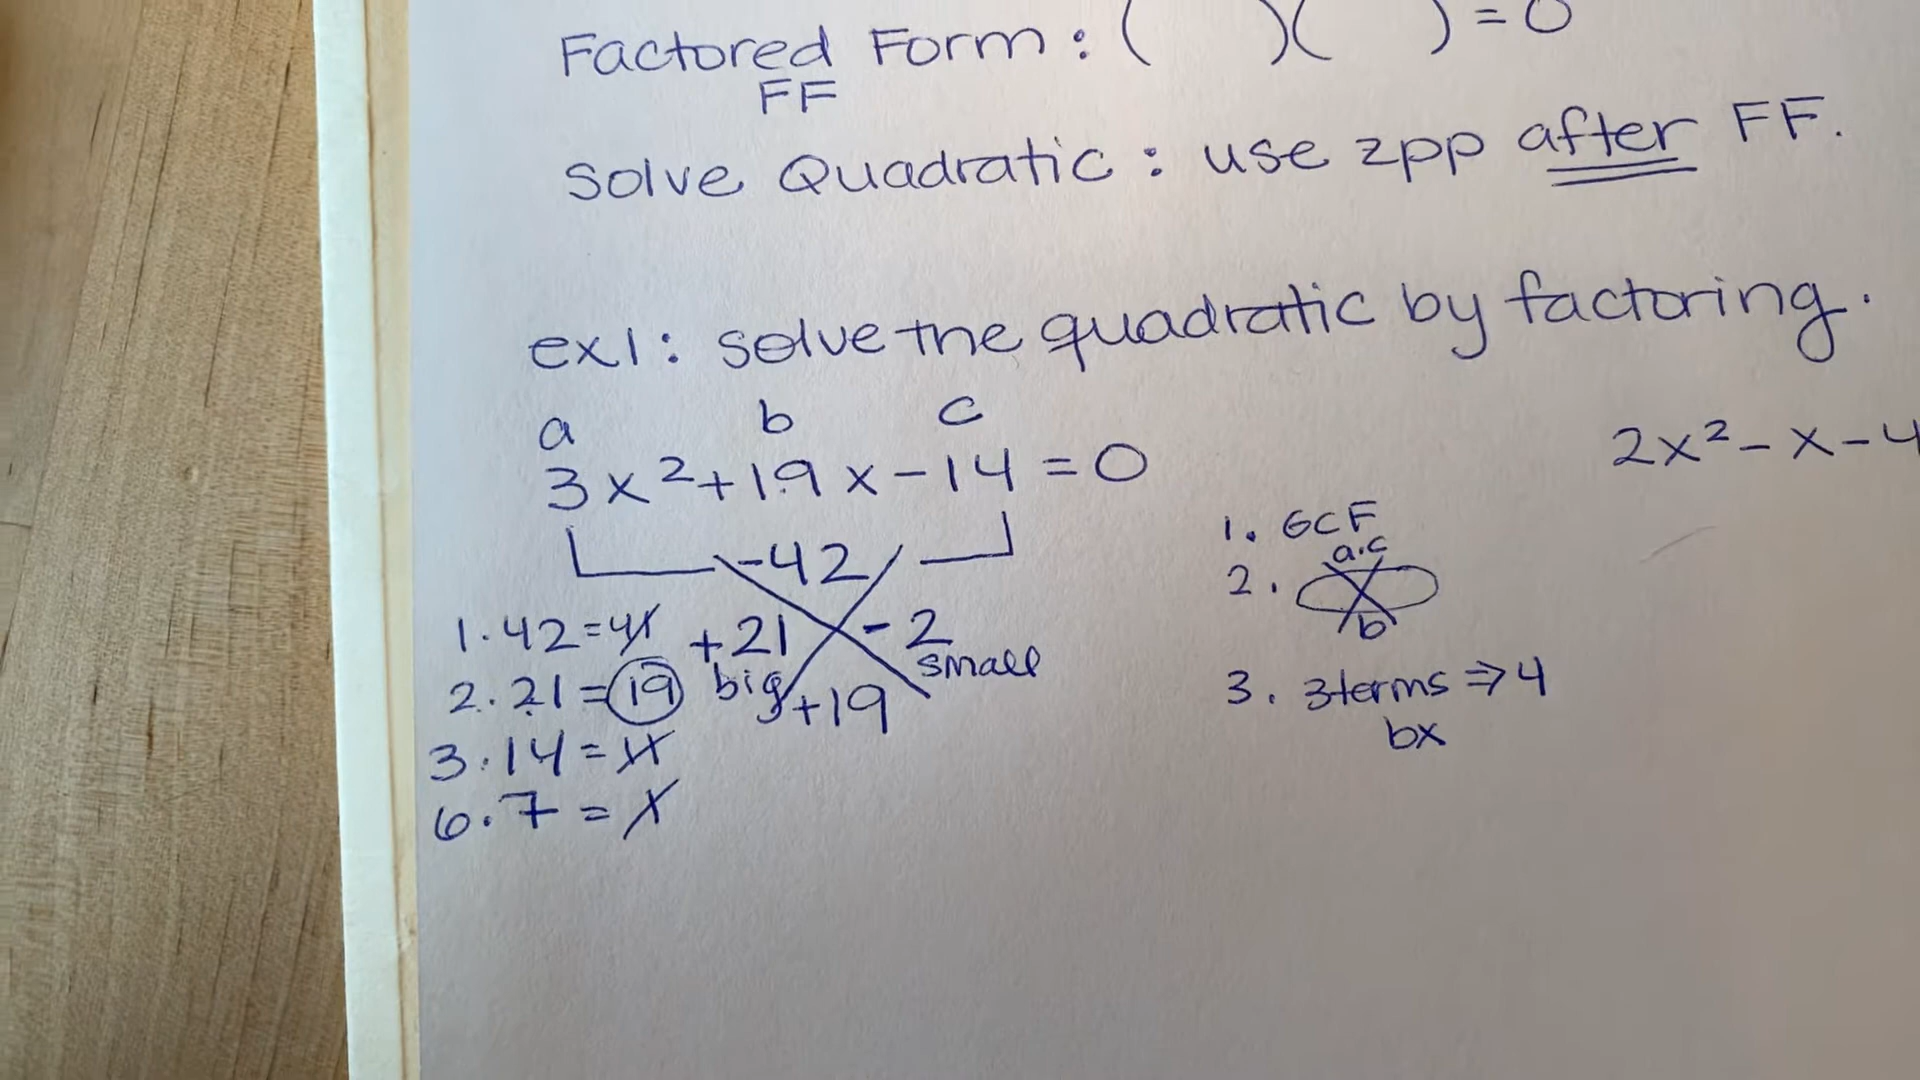 Factored Form : ( )( ) = 0
FF
Solve Quadratic : use zpp after FF.
ex1: solve the quadratic by factoring.
a b c
3x²+19x-14=0
2x²-x-4
-42
1·42=41
+21 -2
big small
2·21=19
+19
3·14=11
6·7=1
1. GCF
2. a·c
b
3. 3terms⇒4
bx